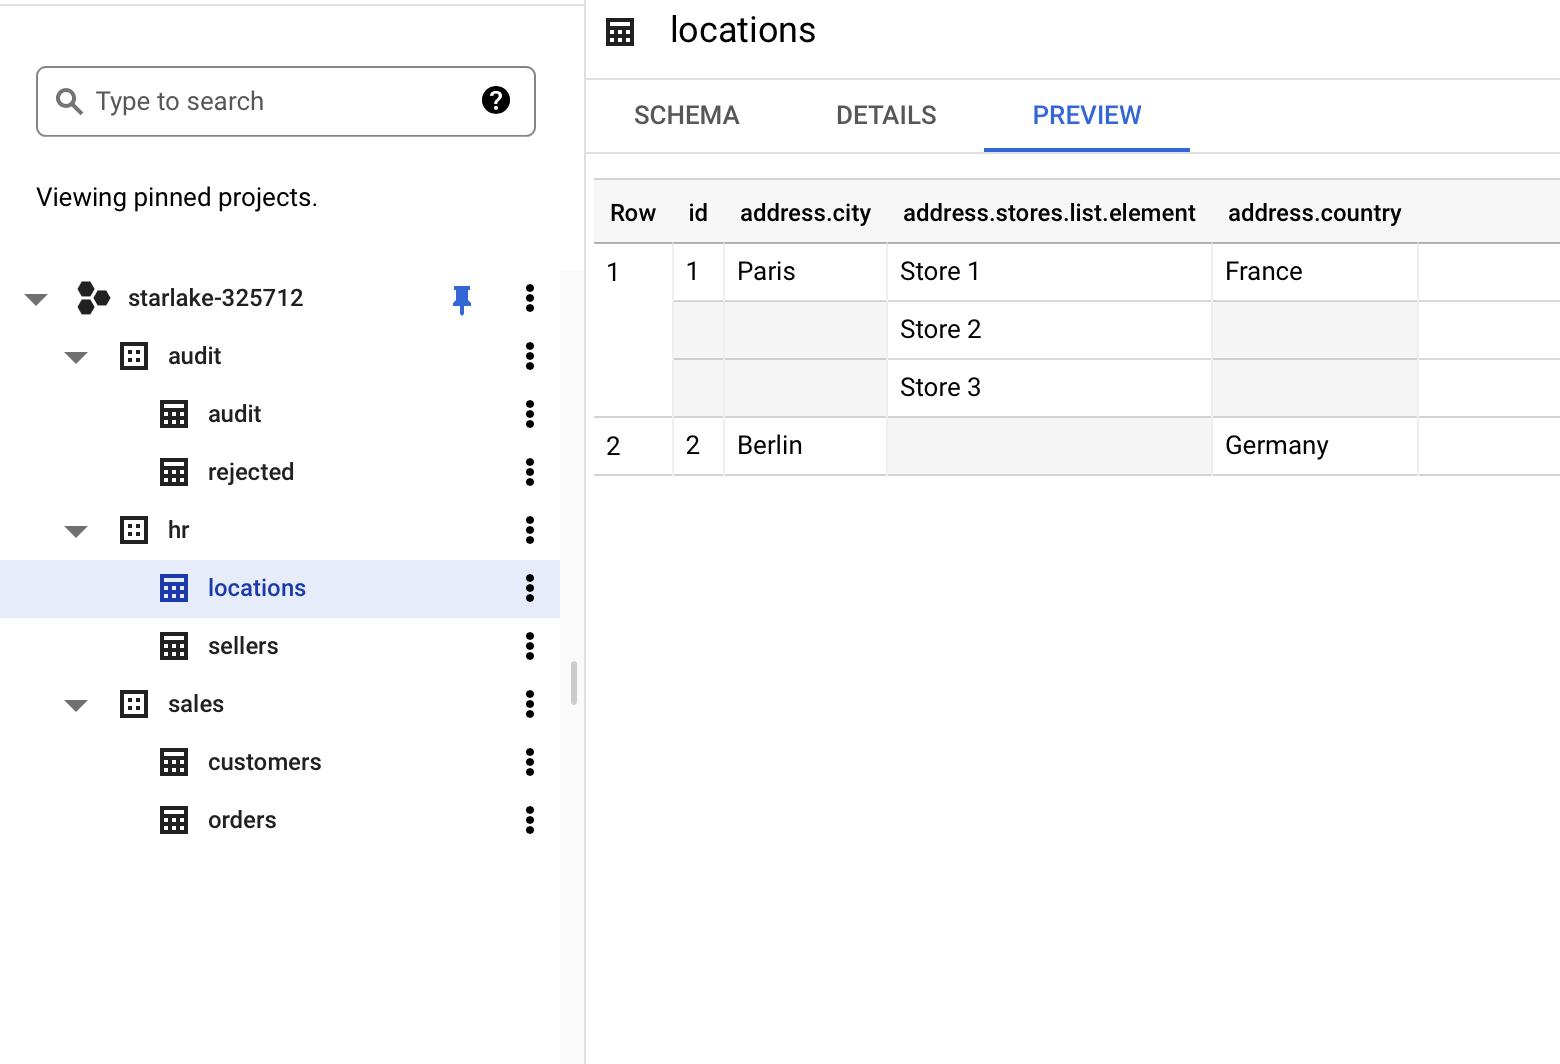 Type to search
?
Viewing pinned projects.
starlake-325712
audit
audit
rejected
hr
locations
sellers
sales
customers
orders
locations
SCHEMA DETAILS PREVIEW
Row id address.city address.stores.list.element address.country
1 1 Paris Store 1 France
Store 2
Store 3
2 2 Berlin Germany